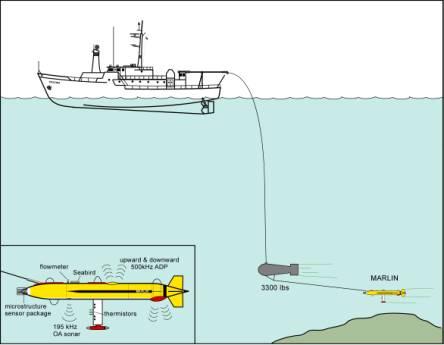 3300 lbs
MARLIN
flowmeter
Seabird
upward & downward
500kHz ADP
microstructure
sensor package
195 kHz
OA sonar
thermistors